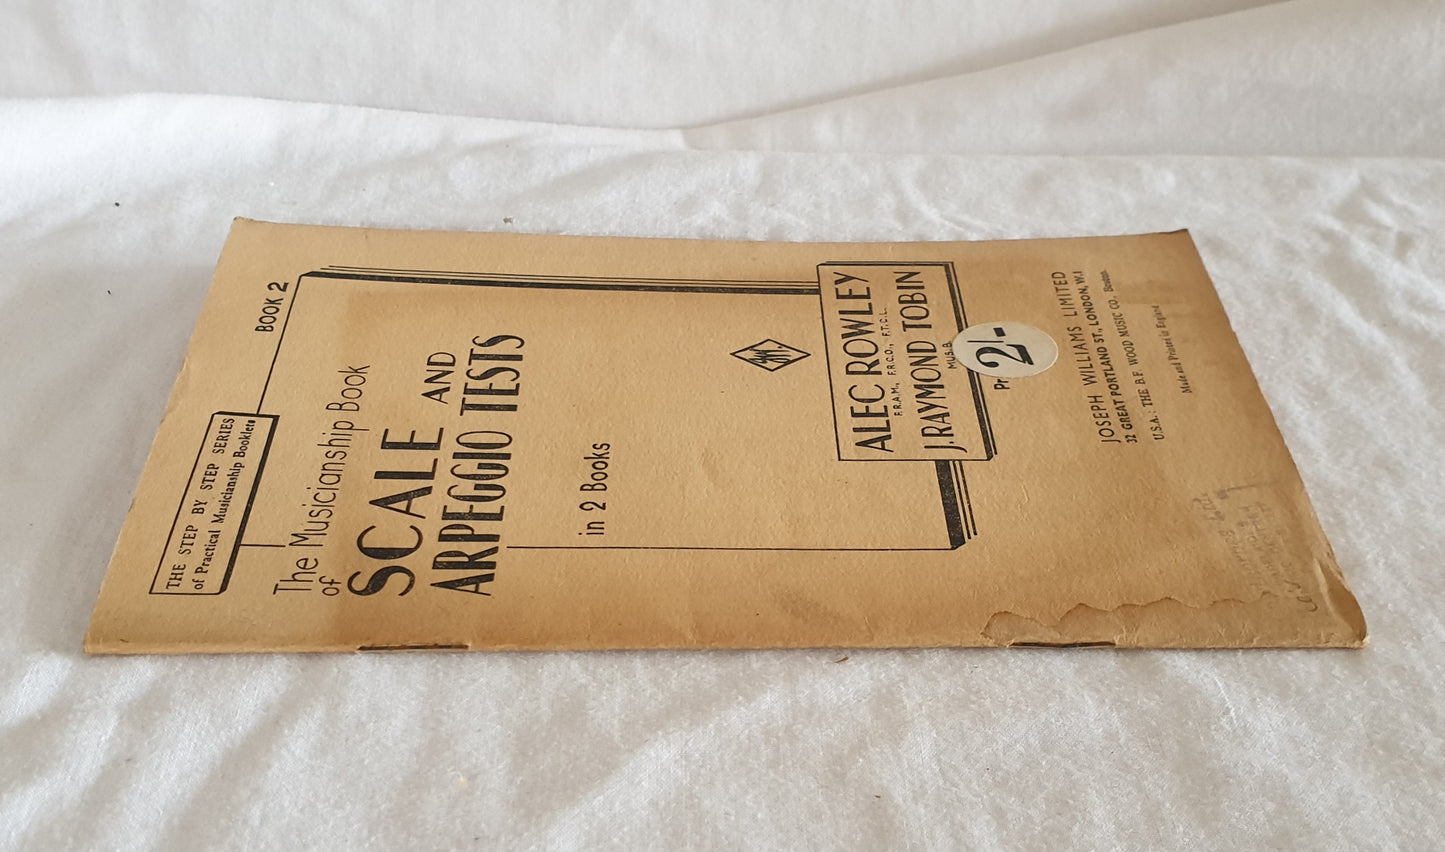 THE STEP BY STEP SERIES
of Practical Musicianship Booklets
BOOK 2
The Musicianship Book
of
SCALE AND
ARPEGGIO TESTS
in 2 Books
JW.
ALEC ROWLEY
F.R.A.M., F.R.C.O., F.T.C.L.
J. RAYMOND TOBIN
MUS.B.
Pr
2/-
JOSEPH WILLIAMS LIMITED
32 GREAT PORTLAND ST., LONDON, W.1
U.S.A.: THE B.F. WOOD MUSIC CO., Boston.
Made and Printed in England